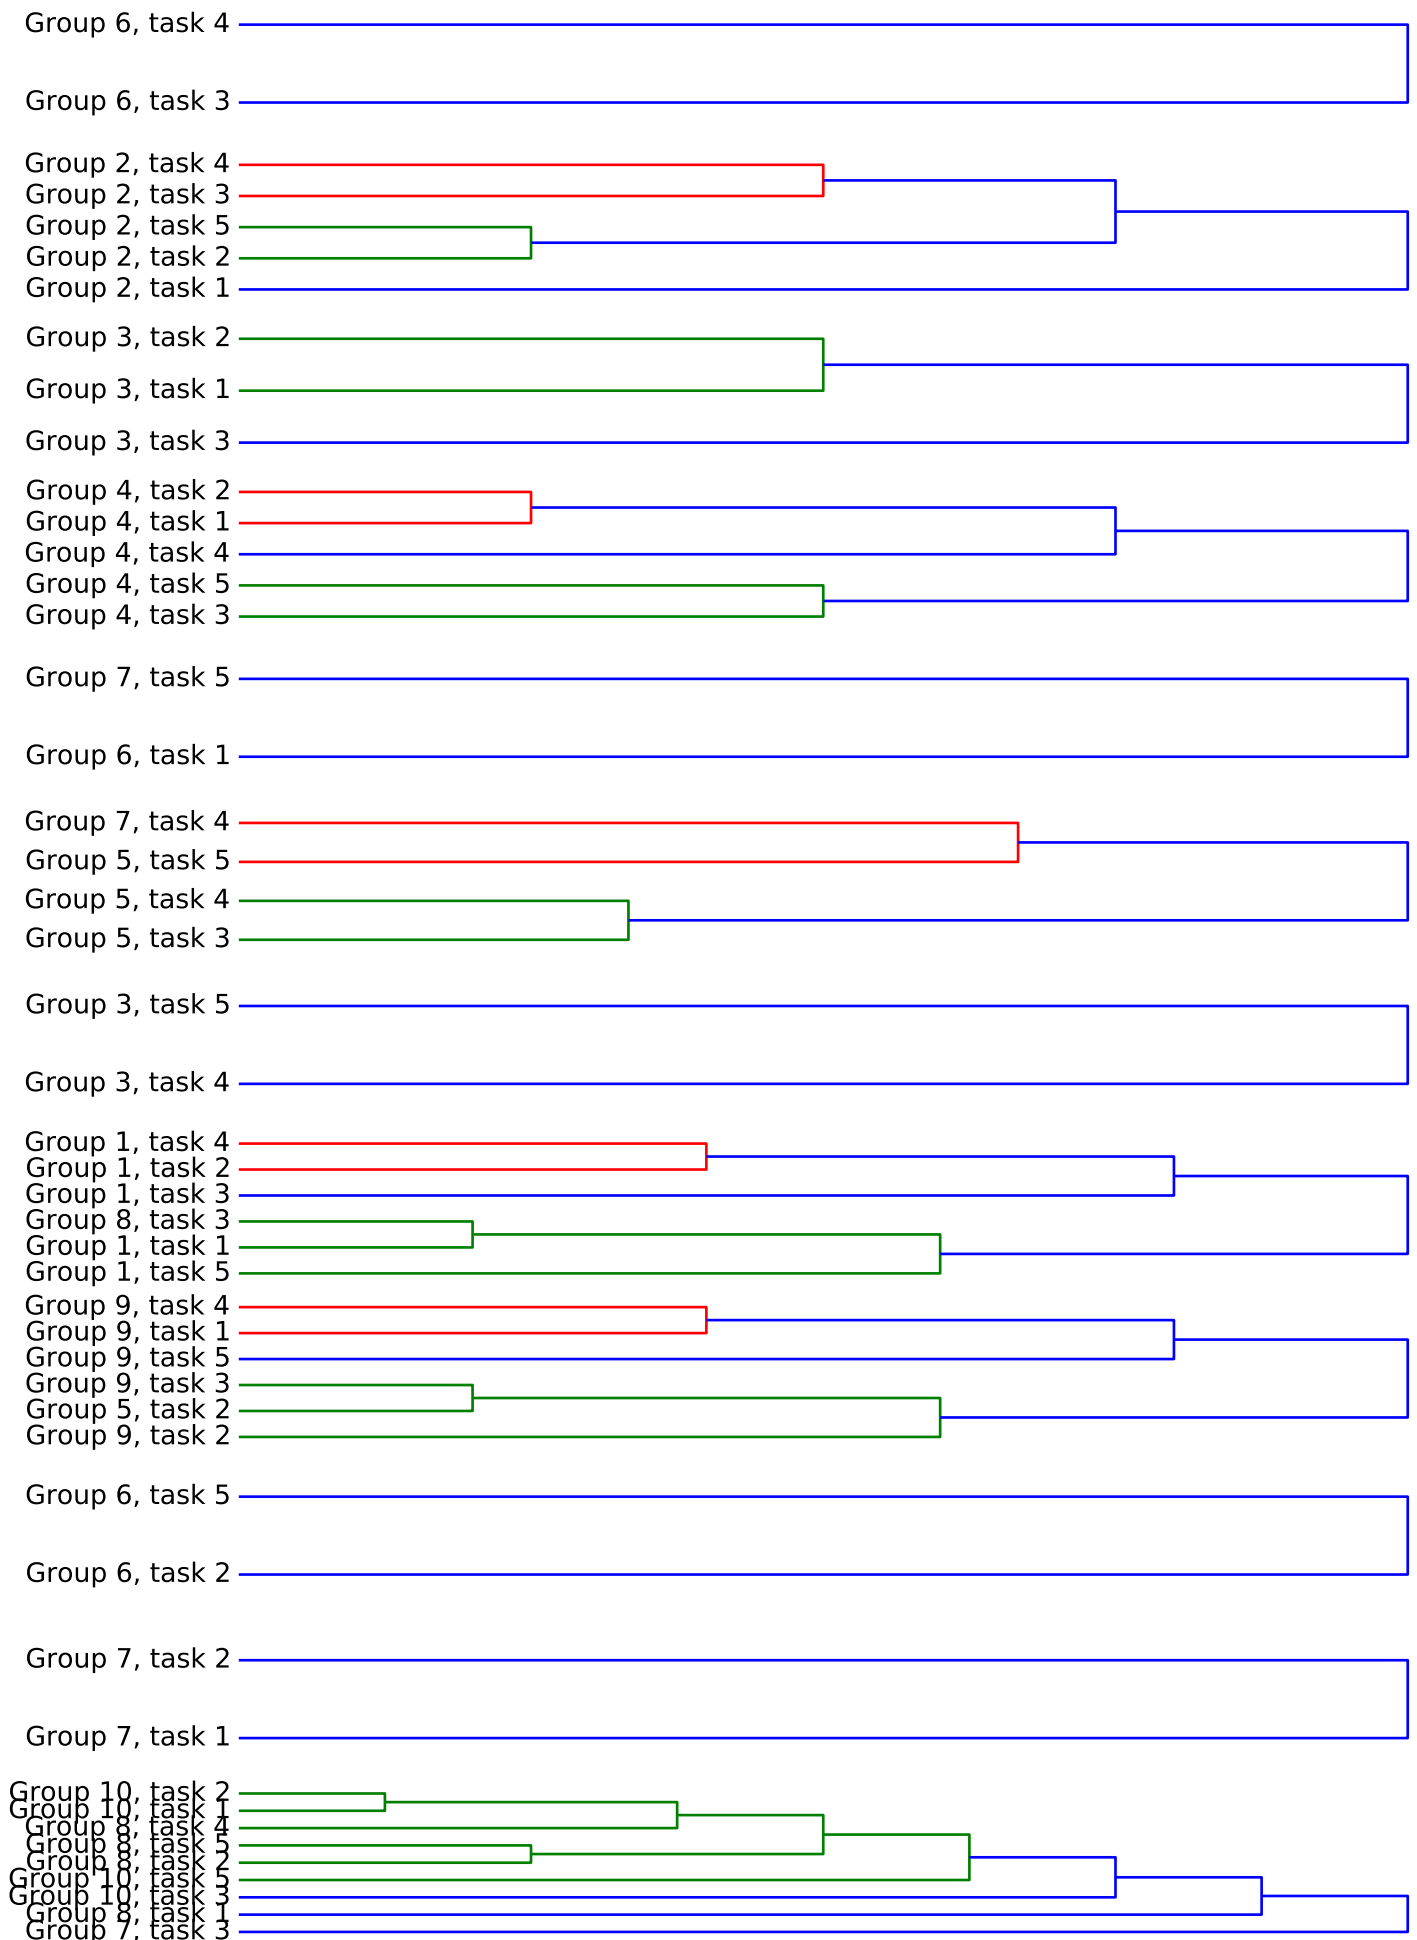 Group 6, task 4
Group 6, task 3
Group 2, task 4
Group 2, task 3
Group 2, task 5
Group 2, task 2
Group 2, task 1
Group 3, task 2
Group 3, task 1
Group 3, task 3
Group 4, task 2
Group 4, task 1
Group 4, task 4
Group 4, task 5
Group 4, task 3
Group 7, task 5
Group 6, task 1
Group 7, task 4
Group 5, task 5
Group 5, task 4
Group 5, task 3
Group 3, task 5
Group 3, task 4
Group 1, task 4
Group 1, task 2
Group 1, task 3
Group 8, task 3
Group 1, task 1
Group 1, task 5
Group 9, task 4
Group 9, task 1
Group 9, task 5
Group 9, task 3
Group 5, task 2
Group 9, task 2
Group 6, task 5
Group 6, task 2
Group 7, task 2
Group 7, task 1
Group 10, task 2
Group 10, task 1
Group 8, task 4
Group 8, task 5
Group 8, task 2
Group 10, task 5
Group 10, task 3
Group 8, task 1
Group 7, task 3